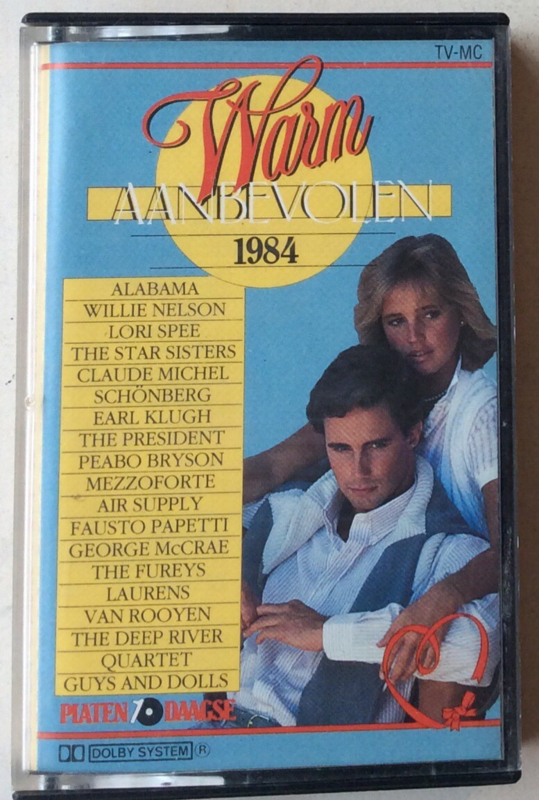 TV-MC
Warm
AANBEVOLEN
1984
ALABAMA
WILLIE NELSON
LORI SPEE
THE STAR SISTERS
CLAUDE MICHEL
SCHÖNBERG
EARL KLUGH
THE PRESIDENT
PEABO BRYSON
MEZZOFORTE
AIR SUPPLY
FAUSTO PAPETTI
GEORGE McCRAE
THE FUREYS
LAURENS
VAN ROOYEN
THE DEEP RIVER
QUARTET
GUYS AND DOLLS
PLATEN 10 DAAGSE
DOLBY SYSTEM ®